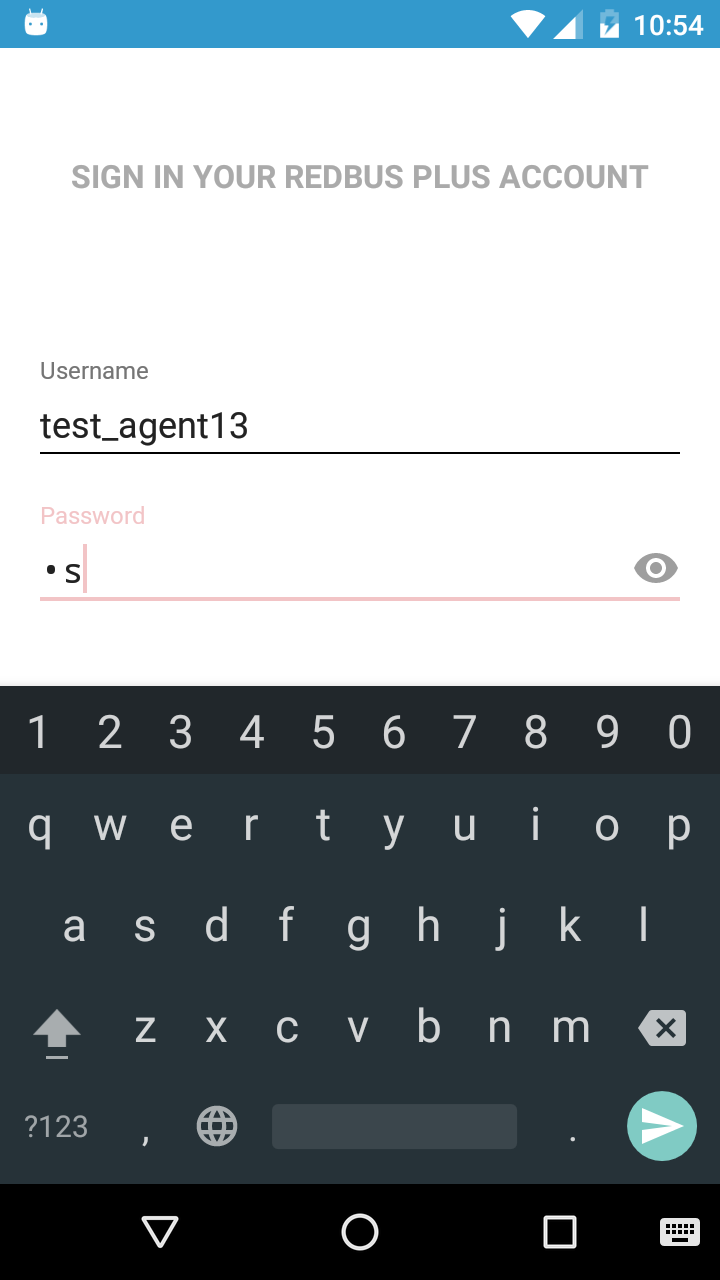 10:54
SIGN IN YOUR REDBUS PLUS ACCOUNT
Username
test_agent13
Password
•s
1 2 3 4 5 6 7 8 9 0
q w e r t y u i o p
a s d f g h j k l
z x c v b n m
?123 , .